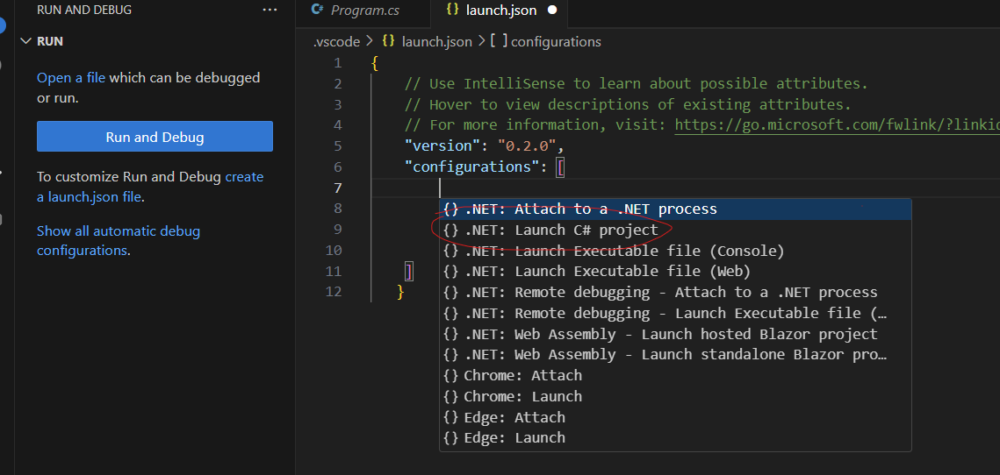 RUN AND DEBUG ···
RUN
Open a file which can be debugged
or run.
Run and Debug
To customize Run and Debug create
a launch.json file.
Show all automatic debug
configurations.
C# Program.cs {} launch.json
.vscode > {} launch.json > [ ] configurations
1 {
2 // Use IntelliSense to learn about possible attributes.
3 // Hover to view descriptions of existing attributes.
4 // For more information, visit: https://go.microsoft.com/fwlink/?linkid
5 "version": "0.2.0",
6 "configurations": [
7
8 {} .NET: Attach to a .NET process
9 {} .NET: Launch C# project
10 {} .NET: Launch Executable file (Console)
11 ] {} .NET: Launch Executable file (Web)
12 } {} .NET: Remote debugging - Attach to a .NET process
{} .NET: Remote debugging - Launch Executable file (…
{} .NET: Web Assembly - Launch hosted Blazor project
{} .NET: Web Assembly - Launch standalone Blazor pro…
{} Chrome: Attach
{} Chrome: Launch
{} Edge: Attach
{} Edge: Launch